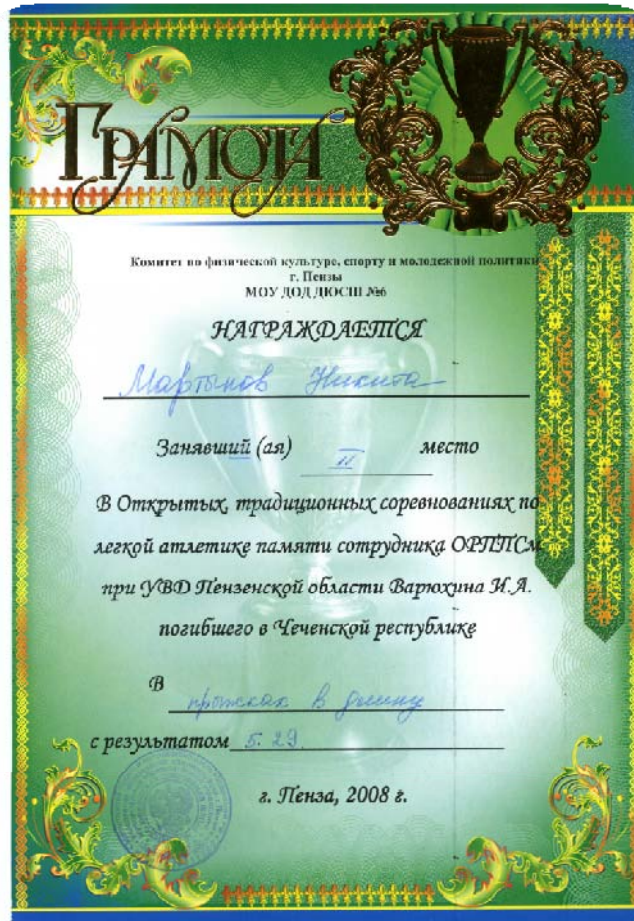 Грамота
Комитет по физической культуре, спорту и молодежной политики
г. Пензы
МОУ ДОД ДЮСШ №6
НАГРАЖДАЕТСЯ
Мартынов Никита
Занявший (ая) II место
В Открытых, традиционных соревнованиях по
легкой атлетике памяти сотрудника ОРППСм
при УВД Пензенской области Варюхина И.А.
погибшего в Чеченской республике
В прыжках в длину
с результатом 5.29.
г. Пенза, 2008 г.